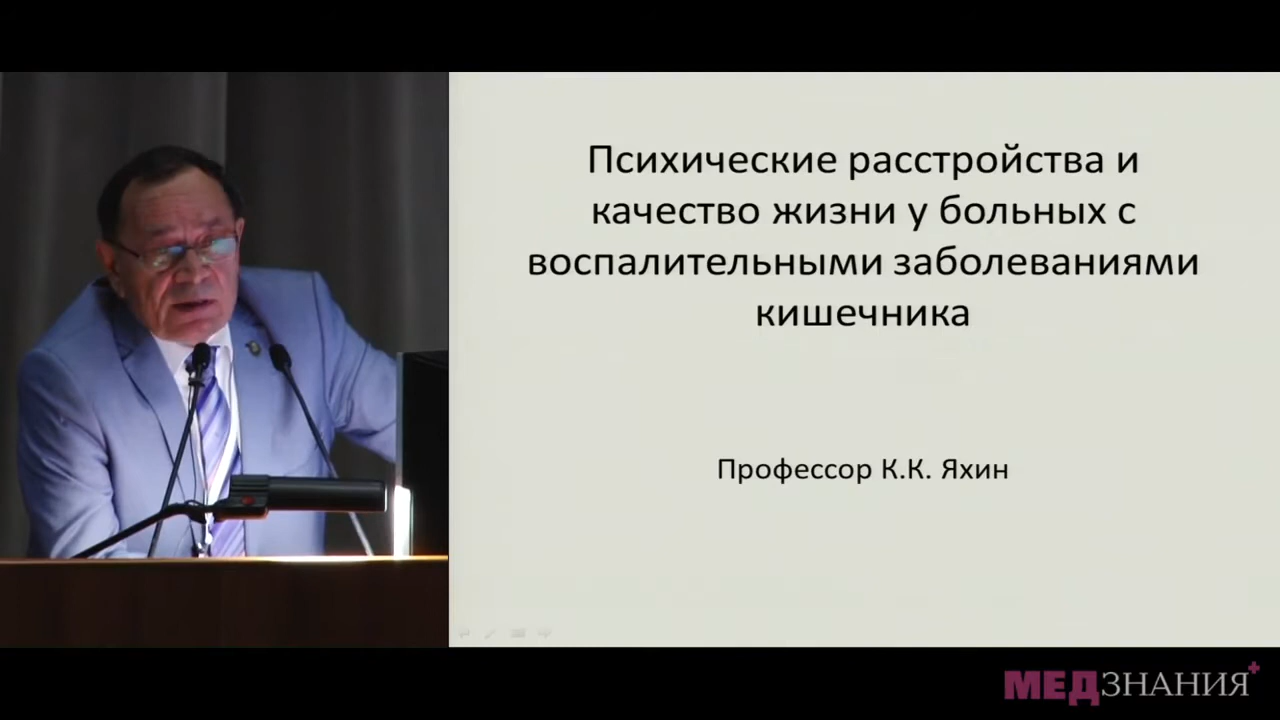 Психические расстройства и
качество жизни у больных с
воспалительными заболеваниями
кишечника
Профессор К.К. Яхин
МЕДЗНАНИЯ+